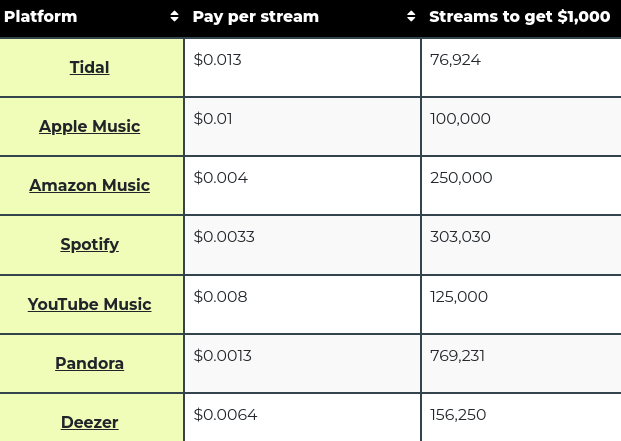 Platform Pay per stream Streams to get $1,000
Tidal $0.013 76,924
Apple Music $0.01 100,000
Amazon Music $0.004 250,000
Spotify $0.0033 303,030
YouTube Music $0.008 125,000
Pandora $0.0013 769,231
Deezer $0.0064 156,250